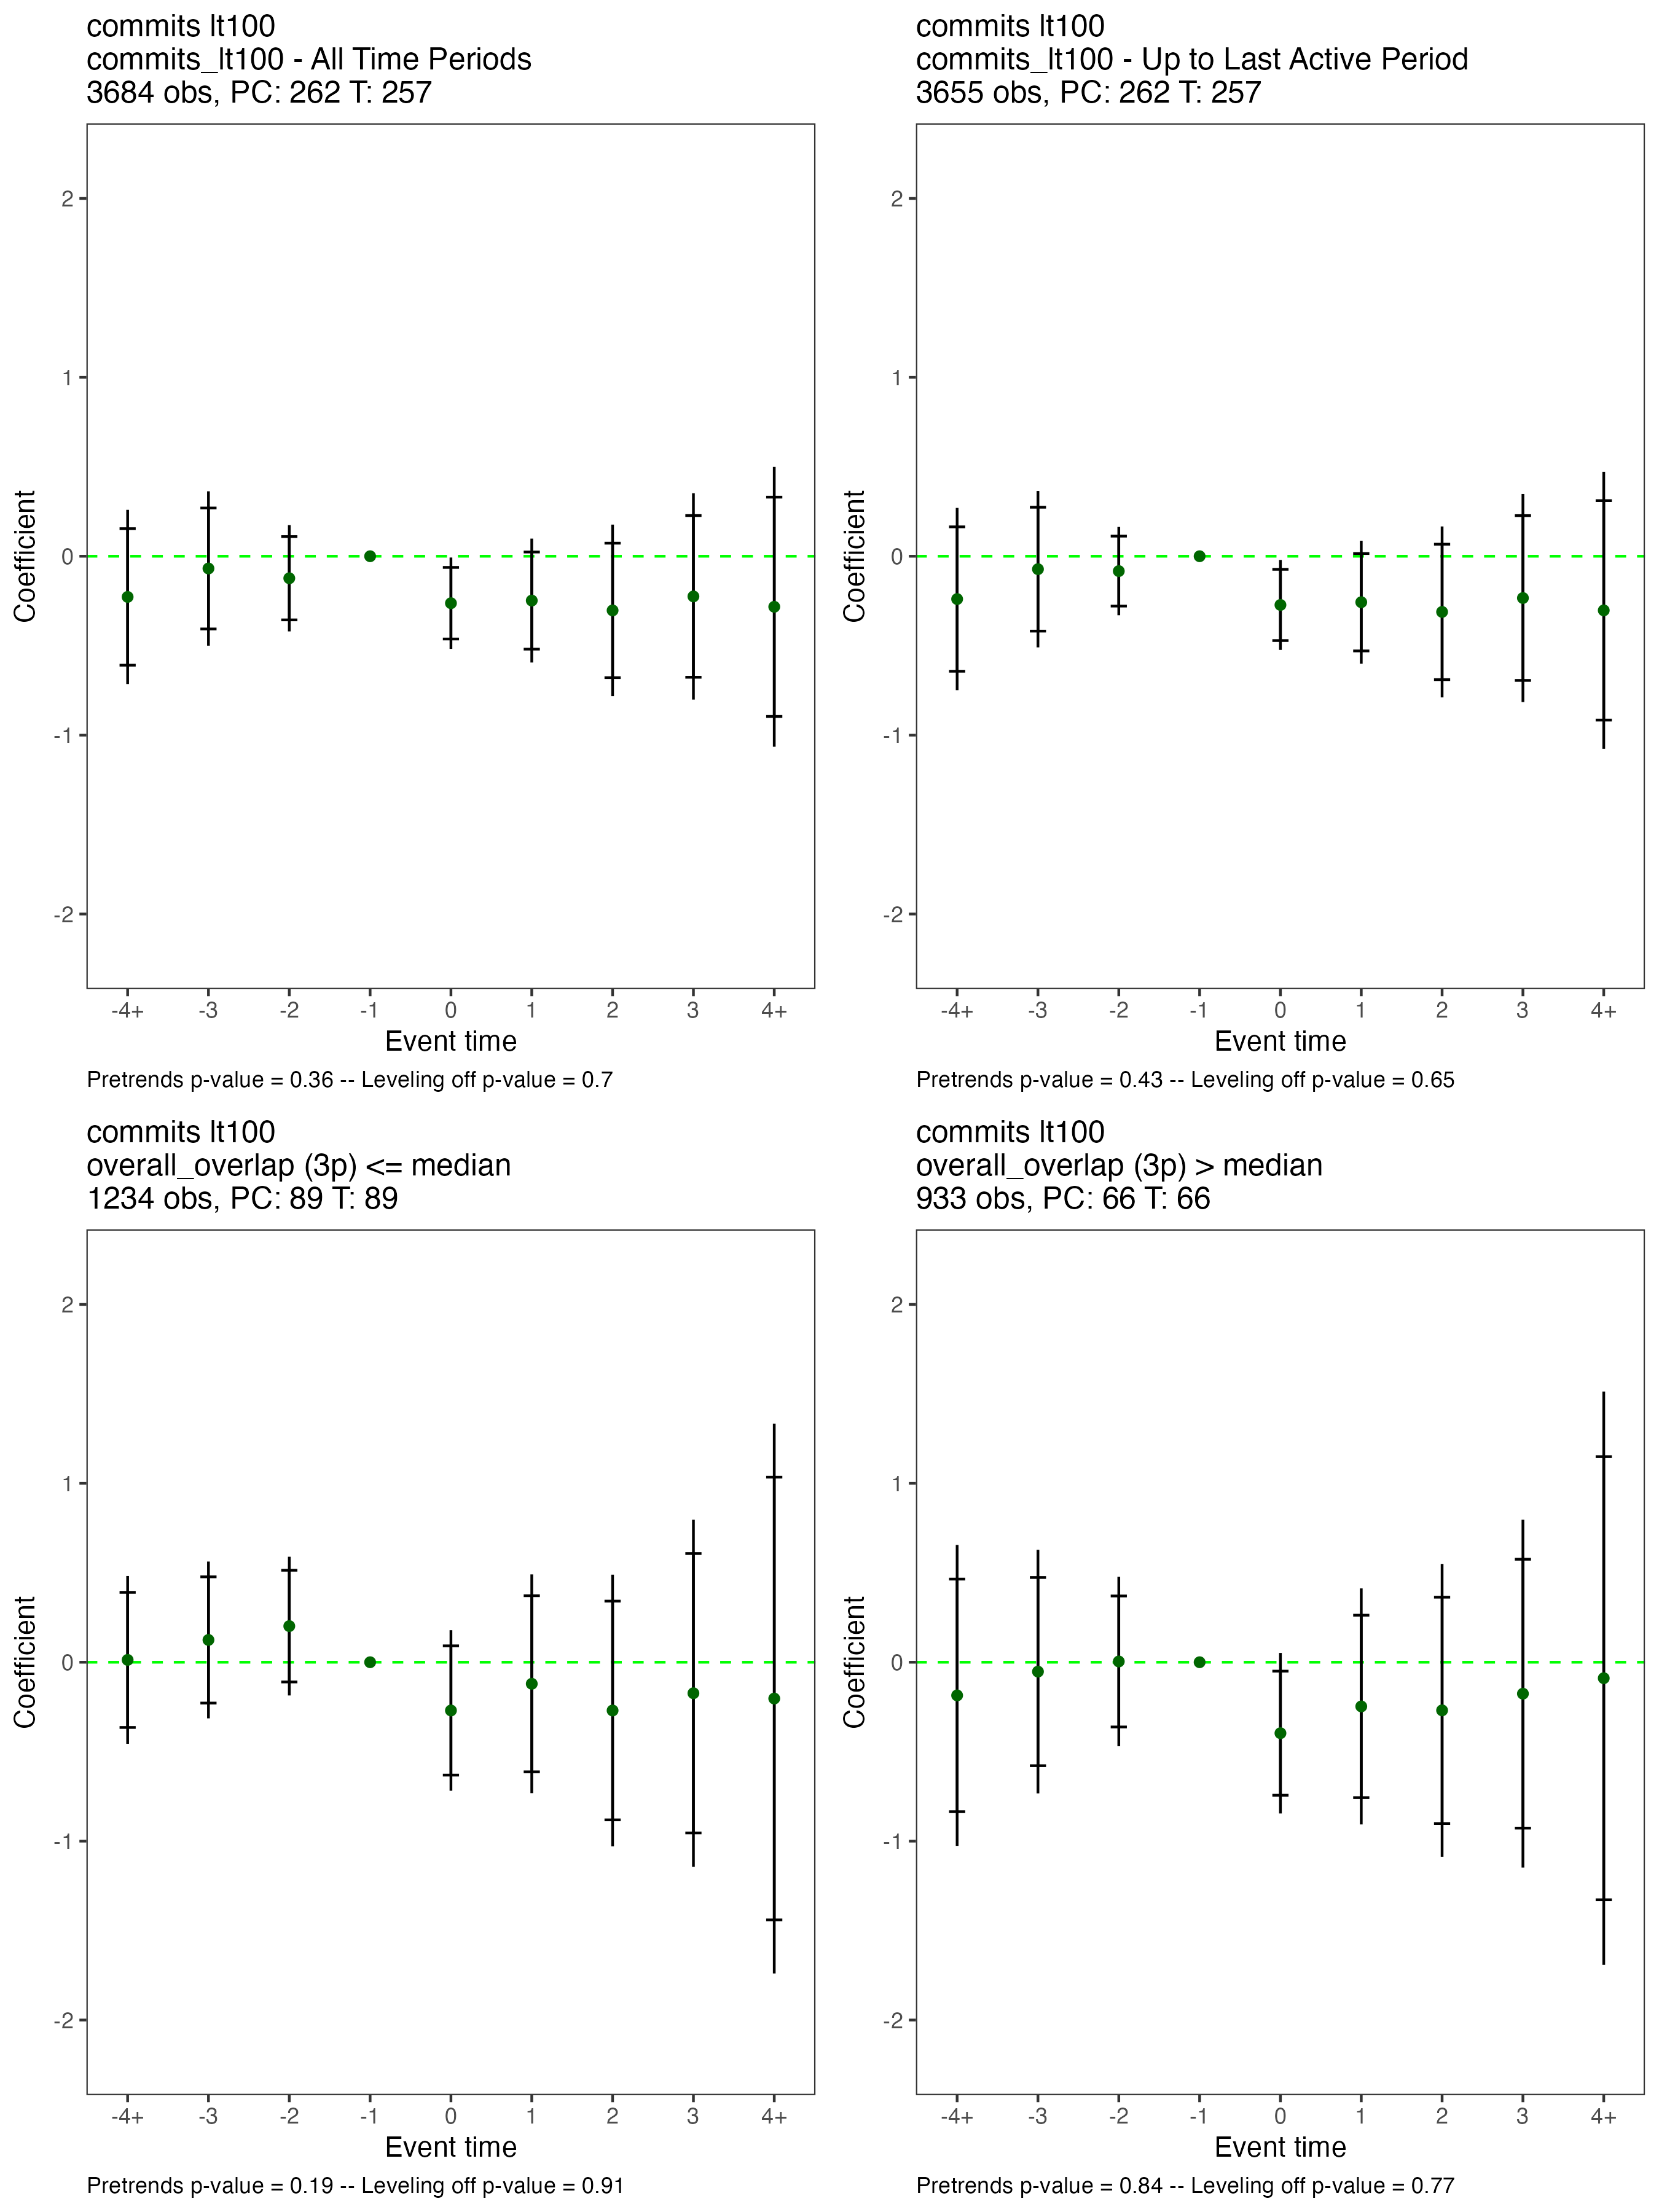 commits lt100
commits_lt100 - All Time Periods
3684 obs, PC: 262 T: 257
2
1
0
-1
-2
Coefficient
-4+ -3 -2 -1 0 1 2 3 4+
Event time
Pretrends p-value = 0.36 -- Leveling off p-value = 0.7
commits lt100
commits_lt100 - Up to Last Active Period
3655 obs, PC: 262 T: 257
2
1
0
-1
-2
Coefficient
-4+ -3 -2 -1 0 1 2 3 4+
Event time
Pretrends p-value = 0.43 -- Leveling off p-value = 0.65
commits lt100
overall_overlap (3p) <= median
1234 obs, PC: 89 T: 89
2
1
0
-1
-2
Coefficient
-4+ -3 -2 -1 0 1 2 3 4+
Event time
Pretrends p-value = 0.19 -- Leveling off p-value = 0.91
commits lt100
overall_overlap (3p) > median
933 obs, PC: 66 T: 66
2
1
0
-1
-2
Coefficient
-4+ -3 -2 -1 0 1 2 3 4+
Event time
Pretrends p-value = 0.84 -- Leveling off p-value = 0.77